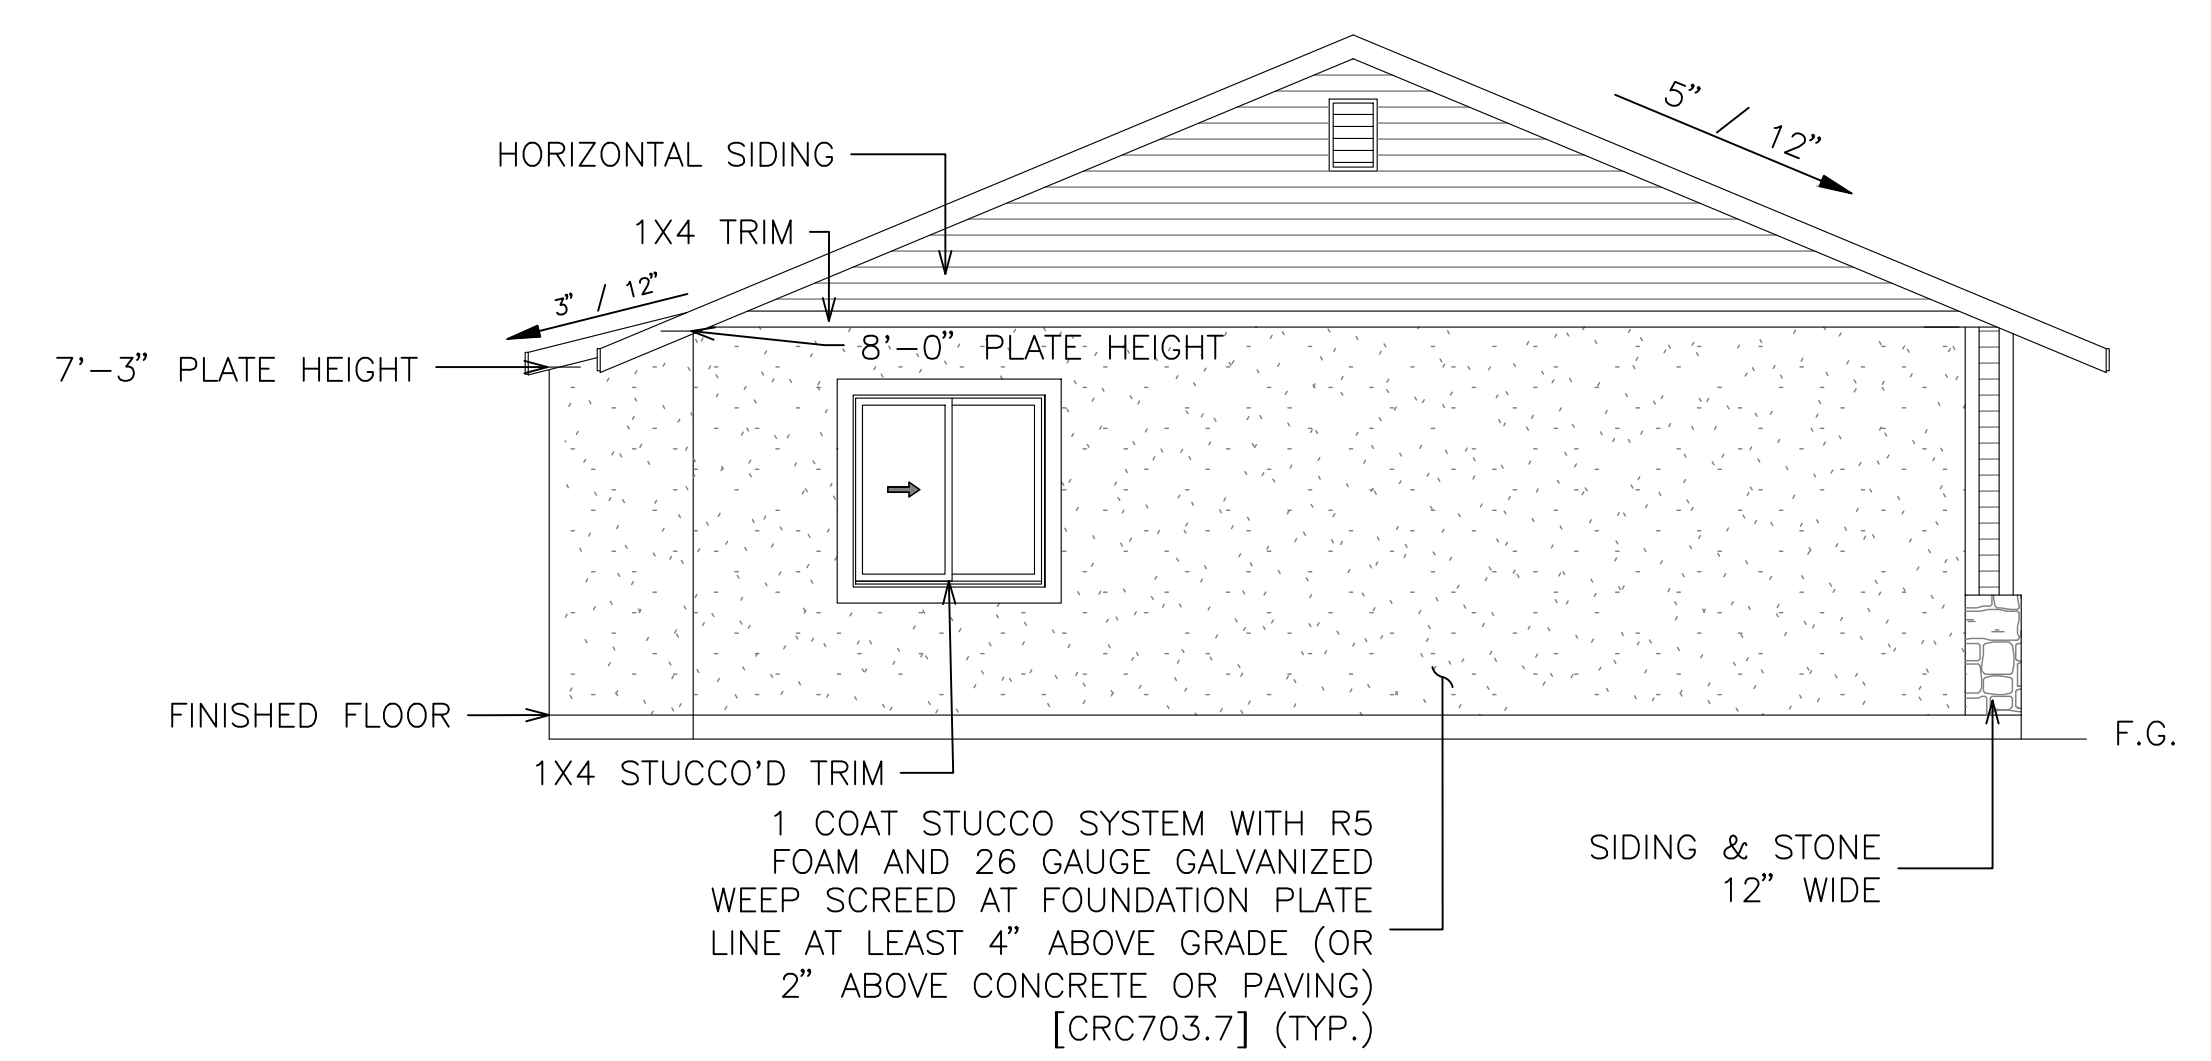 5” / 12”
HORIZONTAL SIDING
1X4 TRIM
3” / 12”
8’-0” PLATE HEIGHT
7’-3” PLATE HEIGHT
FINISHED FLOOR
F.G.
1X4 STUCCO’D TRIM
1 COAT STUCCO SYSTEM WITH R5
FOAM AND 26 GAUGE GALVANIZED
WEEP SCREED AT FOUNDATION PLATE
LINE AT LEAST 4” ABOVE GRADE (OR
2” ABOVE CONCRETE OR PAVING)
[CRC703.7] (TYP.)
SIDING & STONE
12” WIDE